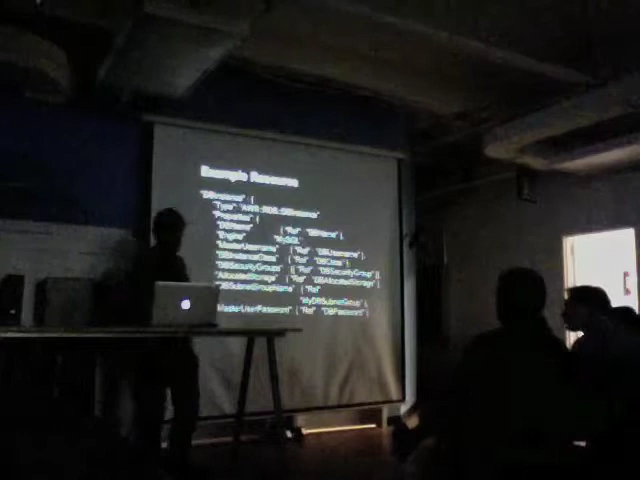 Example Resource
"DBInstance": {
"Type": "AWS::RDS::DBInstance"
"Properties": {
"DBName" { "Ref" "DBName" },
"Engine" "MySQL"
"MasterUsername" { "Ref" "DBUsername" },
"DBInstanceClass" { "Ref" "DBClass" },
"DBSecurityGroups" [{ "Ref" "DBSecurityGroup" }],
"AllocatedStorage" { "Ref" "DBAllocatedStorage" },
"DBSubnetGroupName" { "Ref"
"MyDBSubnetGroup" },
"MasterUserPassword" { "Ref" "DBPassword" }